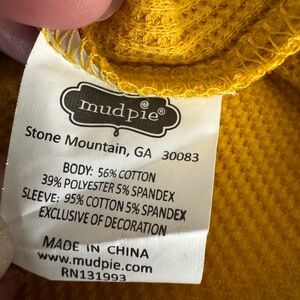 mudpie®
Stone Mountain, GA 30083
BODY: 56% COTTON
39% POLYESTER 5% SPANDEX
SLEEVE: 95% COTTON 5% SPANDEX
EXCLUSIVE OF DECORATION
MADE IN CHINA
www.mudpie.com
RN131993